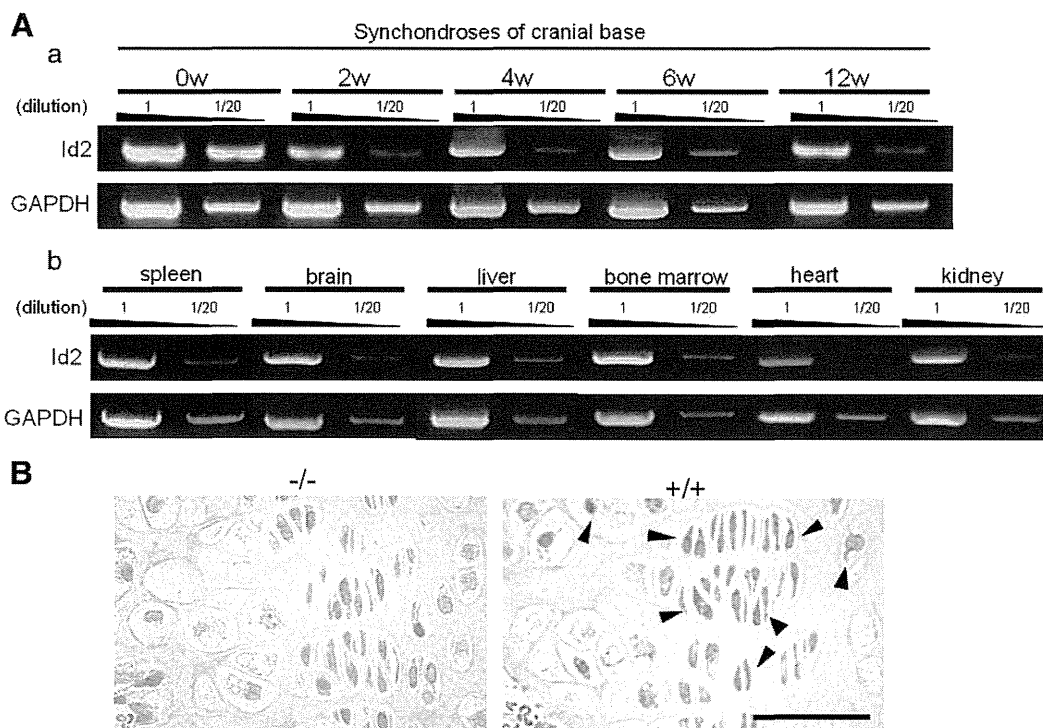 A
Synchondroses of cranial base
a
0w 2w 4w 6w 12w
(dilution) 1 1/20 1 1/20 1 1/20 1 1/20 1 1/20
Id2
GAPDH
b
spleen brain liver bone marrow heart kidney
(dilution) 1 1/20 1 1/20 1 1/20 1 1/20 1 1/20 1 1/20
Id2
GAPDH
B
-/- +/+